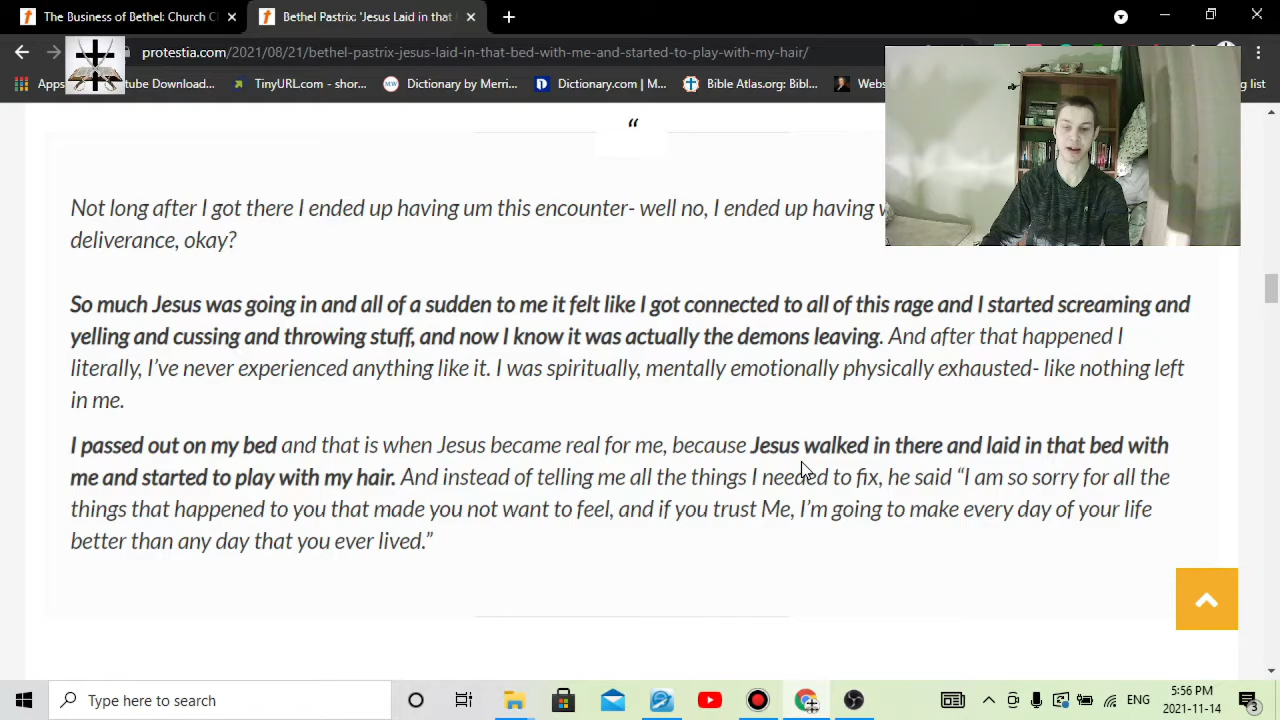 The Business of Bethel: Church C
Bethel Pastrix: 'Jesus Laid in that
protestia.com/2021/08/21/bethel-pastrix-jesus-laid-in-that-bed-with-me-and-started-to-play-with-my-hair/
Apps
tube Downloa...
TinyURL.com - shor...
MW
Dictionary by Merri...
D
Dictionary.com | M...
Bible Atlas.org: Bibl...
Webs
g list
“
Not long after I got there I ended up having um this encounter- well no, I ended up having
deliverance, okay?
So much Jesus was going in and all of a sudden to me it felt like I got connected to all of this rage and I started screaming and
yelling and cussing and throwing stuff, and now I know it was actually the demons leaving. And after that happened I
literally, I’ve never experienced anything like it. I was spiritually, mentally emotionally physically exhausted- like nothing left
in me.
I passed out on my bed and that is when Jesus became real for me, because Jesus walked in there and laid in that bed with
me and started to play with my hair. And instead of telling me all the things I needed to fix, he said “I am so sorry for all the
things that happened to you that made you not want to feel, and if you trust Me, I’m going to make every day of your life
better than any day that you ever lived.”
Type here to search
ENG
5:56 PM
2021-11-14
3